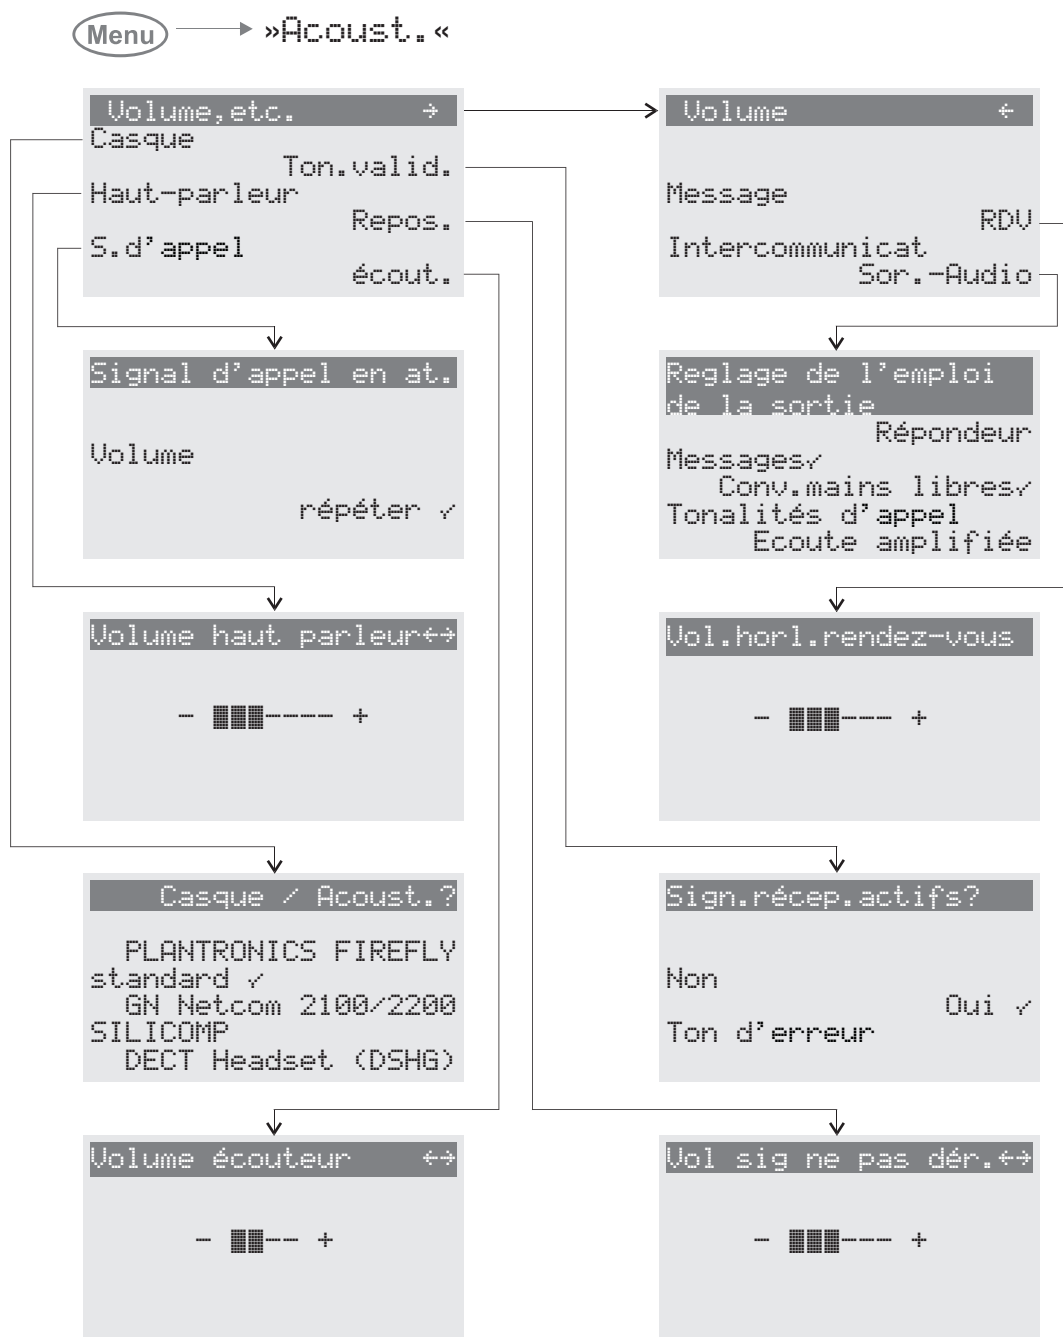 Menu »Acoust.«
Volume,etc. →
Casque
Ton.valid.
Haut-parleur
Repos.
S.d'appel
écout.
Volume ←
Message
RDV
Intercommunicat
Sor.-Audio
Signal d'appel en at.
Volume
répéter ✓
Reglage de l'emploi
de la sortie
Répondeur
Messages✓
Conv.mains libres✓
Tonalités d'appel
Ecoute amplifiée
Volume haut parleur←→
- ---- +
Vol.horl.rendez-vous
- --- +
Casque / Acoust.?
PLANTRONICS FIREFLY
standard ✓
GN Netcom 2100/2200
SILICOMP
DECT Headset (DSHG)
Sign.récep.actifs?
Non
Oui ✓
Ton d'erreur
Volume écouteur ←→
- -- +
Vol sig ne pas dér.←→
- --- +